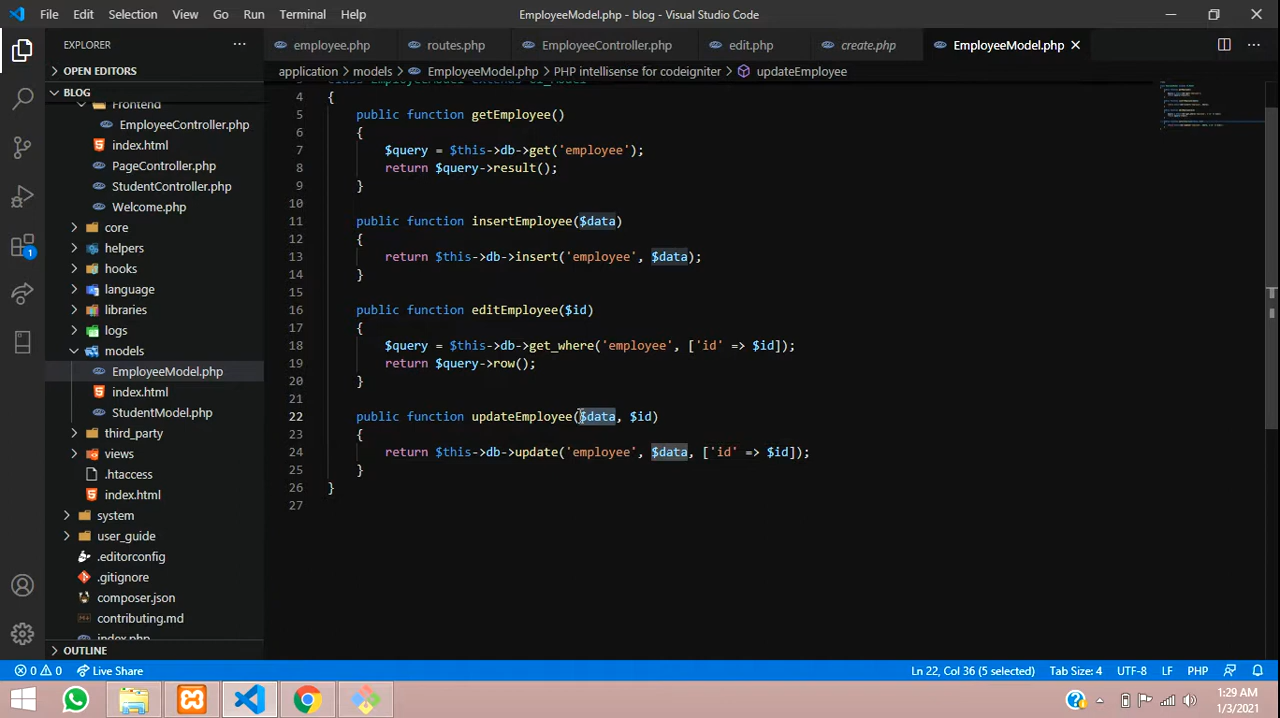 File Edit Selection View Go Run Terminal Help EmployeeModel.php - blog - Visual Studio Code
EXPLORER
employee.php routes.php EmployeeController.php edit.php create.php EmployeeModel.php
OPEN EDITORS
application > models > EmployeeModel.php > PHP intellisense for codeigniter > updateEmployee
BLOG
Frontend
EmployeeController.php
index.html
PageController.php
StudentController.php
Welcome.php
core
helpers
hooks
language
libraries
logs
models
EmployeeModel.php
index.html
StudentModel.php
third_party
views
.htaccess
index.html
system
user_guide
.editorconfig
.gitignore
composer.json
contributing.md
index.php
OUTLINE
4 {
5 public function getEmployee()
6 {
7 $query = $this->db->get('employee');
8 return $query->result();
9 }
10
11 public function insertEmployee($data)
12 {
13 return $this->db->insert('employee', $data);
14 }
15
16 public function editEmployee($id)
17 {
18 $query = $this->db->get_where('employee', ['id' => $id]);
19 return $query->row();
20 }
21
22 public function updateEmployee($data, $id)
23 {
24 return $this->db->update('employee', $data, ['id' => $id]);
25 }
26 }
27
1
0 0 Live Share Ln 22, Col 36 (5 selected) Tab Size: 4 UTF-8 LF PHP
1:29 AM
1/3/2021